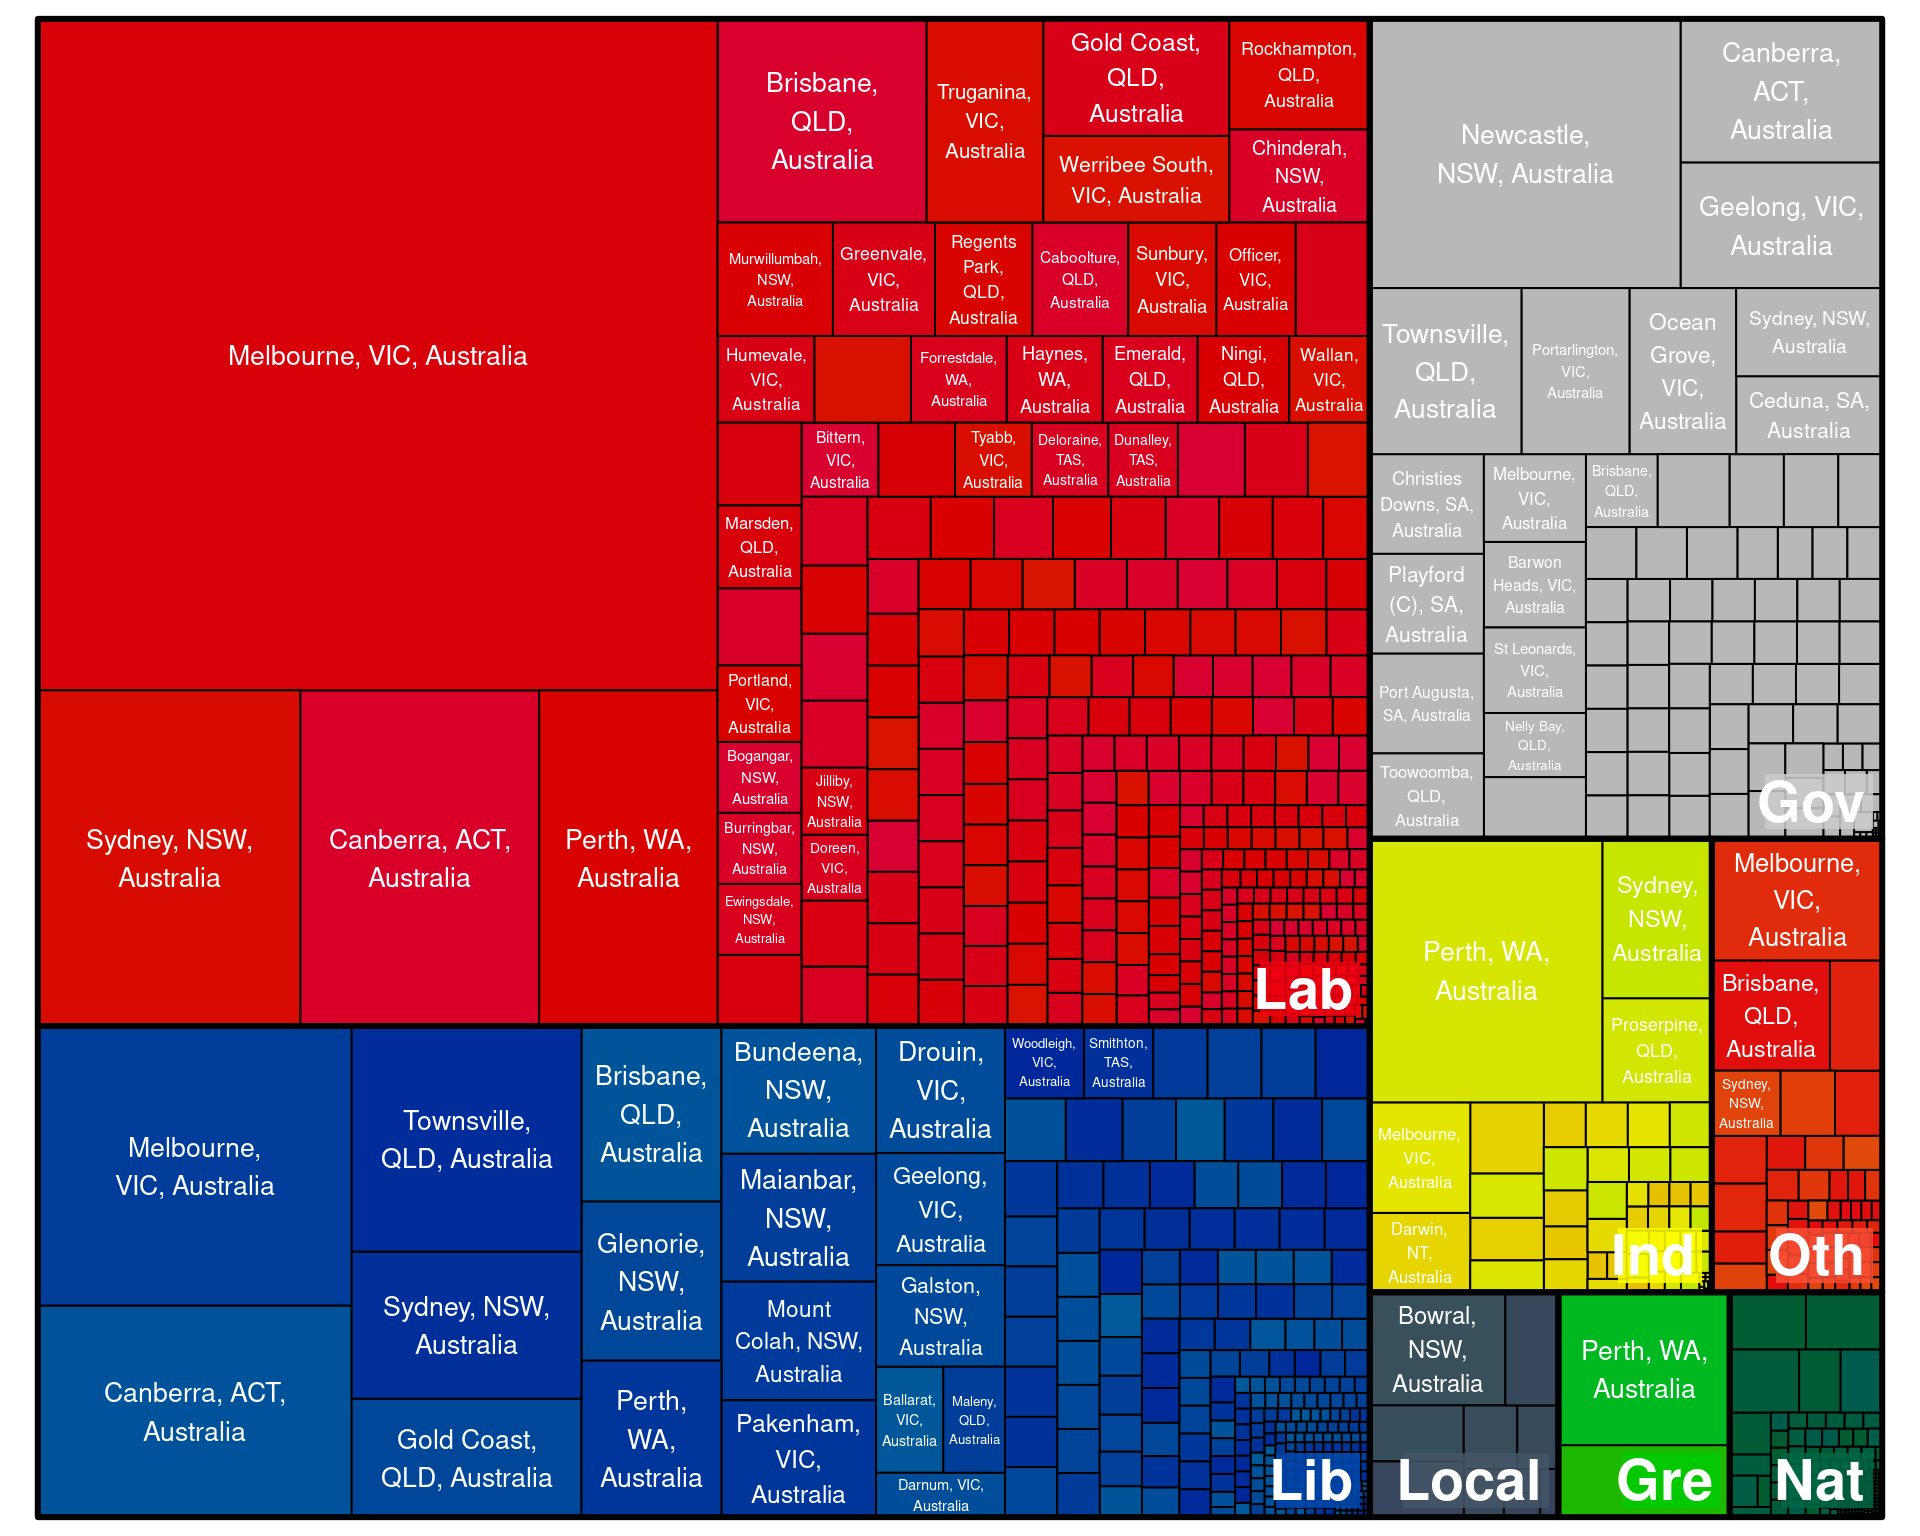 Melbourne, VIC, Australia
Sydney, NSW,
Australia
Canberra, ACT,
Australia
Perth, WA,
Australia
Brisbane,
QLD,
Australia
Truganina,
VIC,
Australia
Gold Coast,
QLD,
Australia
Werribee South,
VIC, Australia
Rockhampton,
QLD,
Australia
Chinderah,
NSW,
Australia
Murwillumbah,
NSW,
Australia
Greenvale,
VIC,
Australia
Regents
Park,
QLD,
Australia
Caboolture,
QLD,
Australia
Sunbury,
VIC,
Australia
Officer,
VIC,
Australia
Humevale,
VIC,
Australia
Forrestdale,
WA,
Australia
Haynes,
WA,
Australia
Emerald,
QLD,
Australia
Ningi,
QLD,
Australia
Wallan,
VIC,
Australia
Bittern,
VIC,
Australia
Tyabb,
VIC,
Australia
Deloraine,
TAS,
Australia
Dunalley,
TAS,
Australia
Marsden,
QLD,
Australia
Portland,
VIC,
Australia
Bogangar,
NSW,
Australia
Burringbar,
NSW,
Australia
Ewingsdale,
NSW,
Australia
Jilliby,
NSW,
Australia
Doreen,
VIC,
Australia
Lab
Newcastle,
NSW, Australia
Canberra,
ACT,
Australia
Geelong, VIC,
Australia
Townsville,
QLD,
Australia
Portarlington,
VIC,
Australia
Ocean
Grove,
VIC,
Australia
Sydney, NSW,
Australia
Ceduna, SA,
Australia
Christies
Downs, SA,
Australia
Playford
(C), SA,
Australia
Port Augusta,
SA, Australia
Toowoomba,
QLD,
Australia
Melbourne,
VIC,
Australia
Barwon
Heads, VIC,
Australia
St Leonards,
VIC,
Australia
Nelly Bay,
QLD,
Australia
Brisbane,
QLD,
Australia
Gov
Melbourne,
VIC, Australia
Canberra, ACT,
Australia
Townsville,
QLD, Australia
Sydney, NSW,
Australia
Gold Coast,
QLD, Australia
Brisbane,
QLD,
Australia
Glenorie,
NSW,
Australia
Perth,
WA,
Australia
Bundeena,
NSW,
Australia
Maianbar,
NSW,
Australia
Mount
Colah, NSW,
Australia
Pakenham,
VIC,
Australia
Drouin,
VIC,
Australia
Geelong,
VIC,
Australia
Galston,
NSW,
Australia
Ballarat,
VIC,
Australia
Maleny,
QLD,
Australia
Darnum, VIC,
Australia
Woodleigh,
VIC,
Australia
Smithton,
TAS,
Australia
Lib
Perth, WA,
Australia
Sydney,
NSW,
Australia
Proserpine,
QLD,
Australia
Melbourne,
VIC,
Australia
Darwin,
NT,
Australia
Ind
Melbourne,
VIC,
Australia
Brisbane,
QLD,
Australia
Sydney,
NSW,
Australia
Oth
Bowral,
NSW,
Australia
Local
Perth, WA,
Australia
Gre
Nat